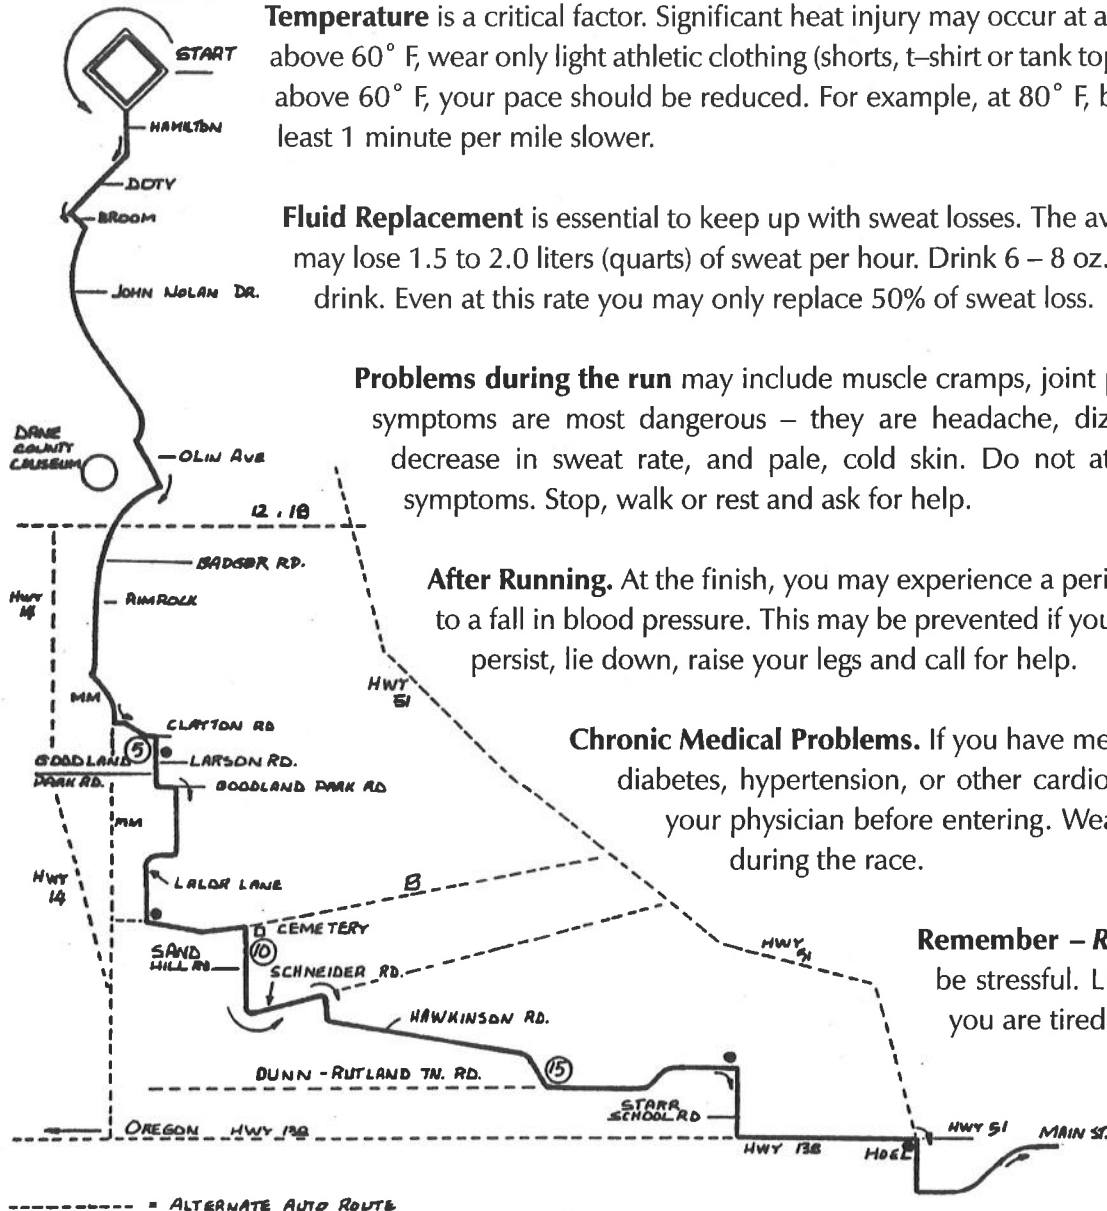 Temperature is a critical factor. Significant heat injury may occur at a
above 60° F, wear only light athletic clothing (shorts, t–shirt or tank top
above 60° F, your pace should be reduced. For example, at 80° F, b
least 1 minute per mile slower.
Fluid Replacement is essential to keep up with sweat losses. The av
may lose 1.5 to 2.0 liters (quarts) of sweat per hour. Drink 6 – 8 oz.
drink. Even at this rate you may only replace 50% of sweat loss.
Problems during the run may include muscle cramps, joint
symptoms are most dangerous – they are headache, diz
decrease in sweat rate, and pale, cold skin. Do not at
symptoms. Stop, walk or rest and ask for help.
After Running. At the finish, you may experience a peri
to a fall in blood pressure. This may be prevented if you
persist, lie down, raise your legs and call for help.
Chronic Medical Problems. If you have me
diabetes, hypertension, or other cardio
your physician before entering. Wea
during the race.
Remember – R
be stressful. L
you are tired
START
HAMILTON
DOTY
BROOM
JOHN NOLAN DR.
DANE
COUNTY
COLISEUM
OLIN AVE
12 . 18
BADGER RD.
HWY
14
RIMROCK
HWY
51
MM
CLAYTON RD
5
GOODLAND
PARK RD.
LARSON RD.
GOODLAND PARK RD
MM
HWY
14
LALOR LANE
B
CEMETERY
10
SAND
HILL RD
SCHNEIDER RD.
HWY
51
HAWKINSON RD.
DUNN - RUTLAND TN. RD.
15
STARR
SCHOOL RD
OREGON HWY 138
HWY 138
HOEL
HWY 51
MAIN ST.
---------- = ALTERNATE AUTO ROUTE